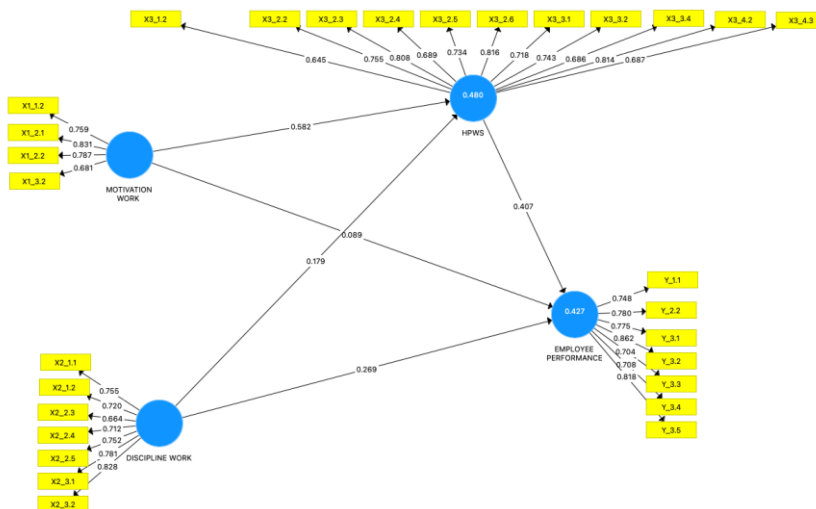 X3_1.2
X3_.2.2
X3_2.3
X3_2.4
X3_2.5
X3_2.6
X3_3.1
X3_3.2
X3_3.4
X3_4.2
X3_4.3
0.645
0.755
0.808
0.689
0.734
0.816
0.718
0.743
0.686
0.814
0.687
0.480
HPWS
X1_1.2
X1_2.1
X1_2.2
X1_3.2
0.759
0.831
0.787
0.681
MOTIVATION
WORK
0.582
0.407
0.089
0.179
0.269
0.427
EMPLOYEE
PERFORMANCE
0.748
0.780
0.775
0.862
0.704
0.708
0.818
Y_1.1
Y_2.2
Y_3.1
Y_3.2
Y_3.3
Y_3.4
Y_3.5
X2_1.1
X2_1.2
X2_2.3
X2_2.4
X2_2.5
X2_3.1
X2_3.2
0.755
0.720
0.664
0.712
0.752
0.781
0.828
DISCIPLINE WORK